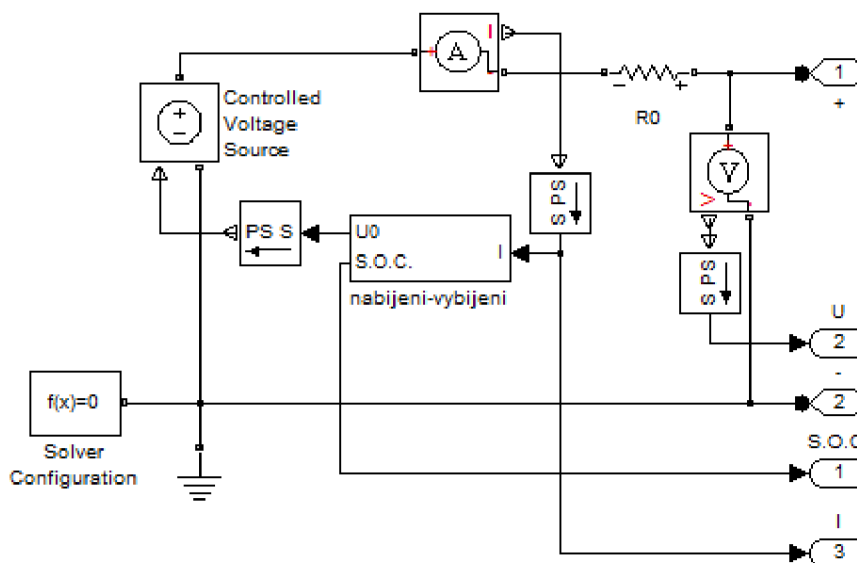 I
A
1
+
Controlled
Voltage
Source
R0
V
V
S PS
PS S
U0
S.O.C.
I
nabijeni-vybijeni
S PS
U
2
-
2
f(x)=0
Solver
Configuration
S.O.C
1
I
3